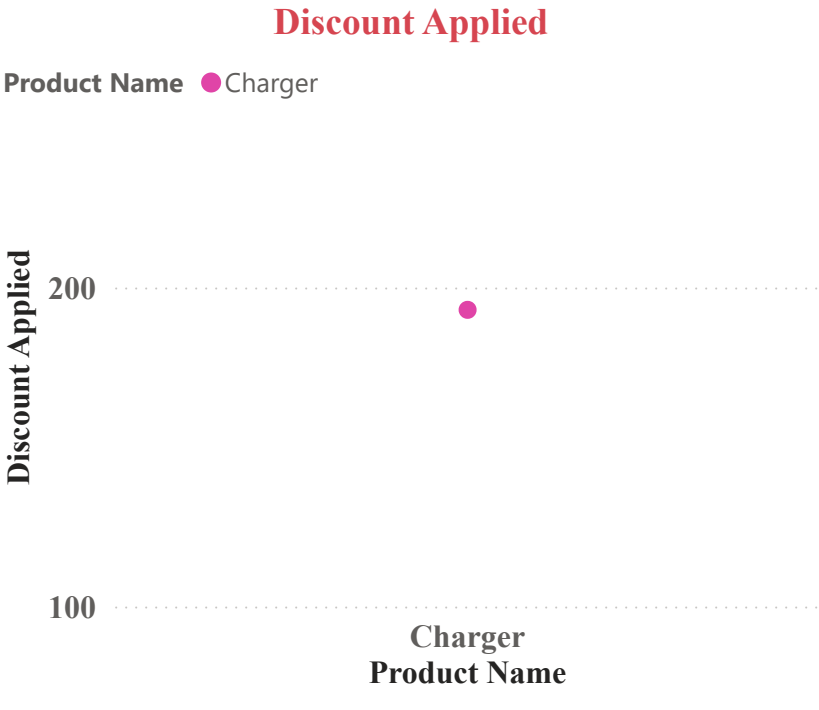 Discount Applied
Product Name Charger
Discount Applied
200
100
Charger
Product Name